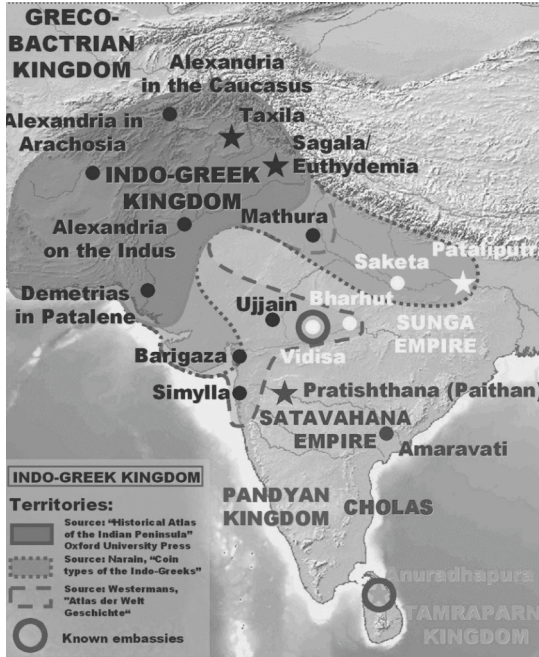 GRECO-
BACTRIAN
KINGDOM
Alexandria
in the Caucasus
Taxila
Alexandria in
Arachosia
Sagala/
Euthydemia
INDO-GREEK
KINGDOM
Mathura
Alexandria
on the Indus
Pataliputr
Saketa
Demetrias
in Patalene
Ujjain
Bharhut
SUNGA
EMPIRE
Barigaza
Vidisa
Simylla
Pratishthana (Paithan)
SATAVAHANA
EMPIRE
Amaravati
INDO-GREEK KINGDOM
Territories:
Source: "Historical Atlas
of the Indian Peninsula"
Oxford University Press
Source: Narain, "Coin
types of the Indo-Greeks"
Source: Westermans,
"Atlas der Welt
Geschichte"
Known embassies
PANDYAN
KINGDOM
CHOLAS
Anuradhapura
TAMRAPARN
KINGDOM